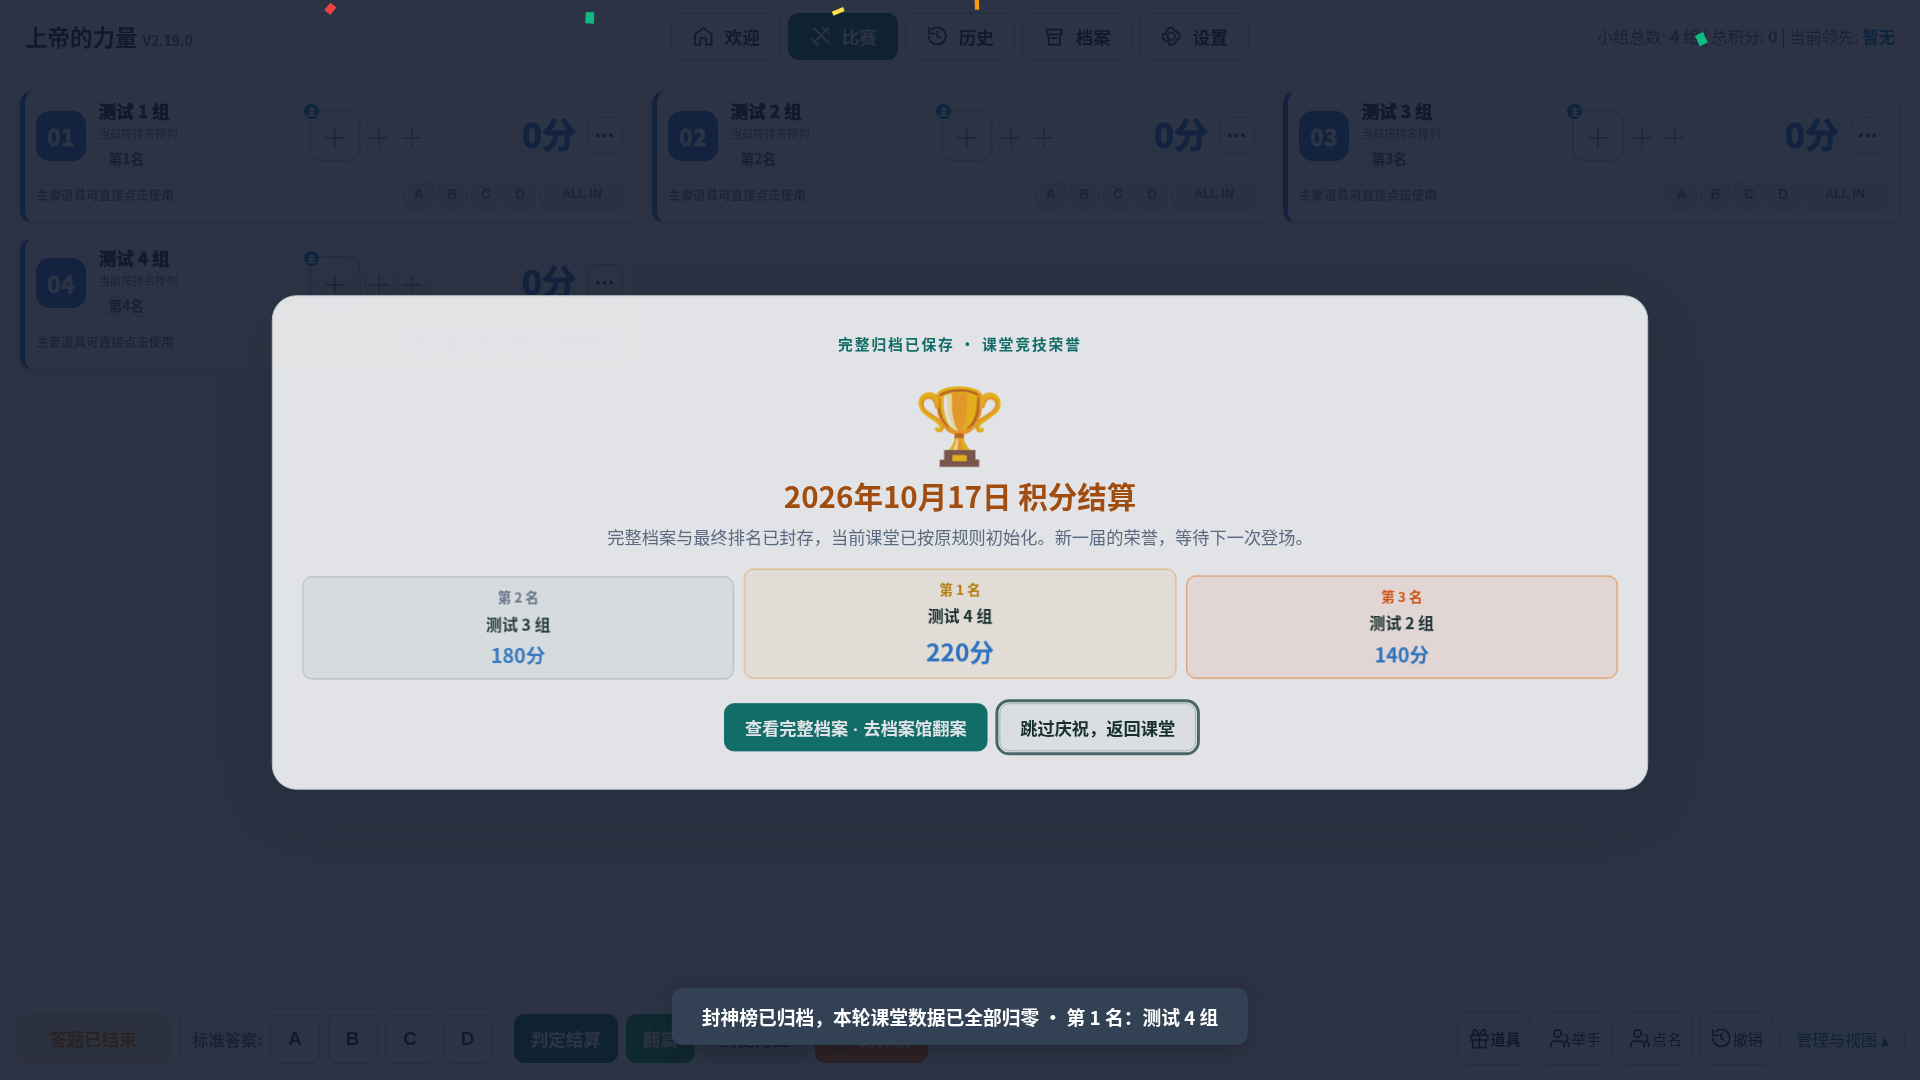 上帝的力量 V2.19.0
欢迎
比赛
历史
档案
设置
小组总数: 4 组 总积分: 0 | 当前领先: 暂无
01
测试 1 组
当前按排名排列
第1名
主
0分
主要道具可直接点击使用
A B C D ALL IN
02
测试 2 组
当前按排名排列
第2名
主
0分
主要道具可直接点击使用
A B C D ALL IN
03
测试 3 组
当前按排名排列
第3名
主
0分
主要道具可直接点击使用
A B C D ALL IN
04
测试 4 组
当前按排名排列
第4名
主
0分
主要道具可直接点击使用
完整归档已保存 · 课堂竞技荣誉
2026年10月17日 积分结算
完整档案与最终排名已封存，当前课堂已按原规则初始化。新一届的荣誉，等待下一次登场。
第 2 名
测试 3 组
180分
第 1 名
测试 4 组
220分
第 3 名
测试 2 组
140分
查看完整档案 · 去档案馆翻案
跳过庆祝，返回课堂
封神榜已归档，本轮课堂数据已全部归零 · 第 1 名：测试 4 组
答题已结束
标准答案:
A B C D
判定结算
翻篇
道具
举手
点名
撤销
管理与视图 ▴